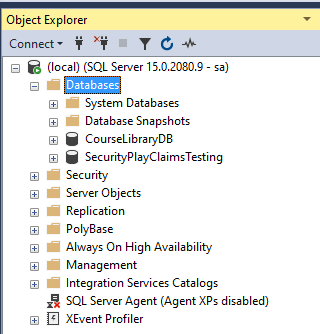 Object Explorer
Connect
(local) (SQL Server 15.0.2080.9 - sa)
Databases
System Databases
Database Snapshots
CourseLibraryDB
SecurityPlayClaimsTesting
Security
Server Objects
Replication
PolyBase
Always On High Availability
Management
Integration Services Catalogs
SQL Server Agent (Agent XPs disabled)
XEvent Profiler